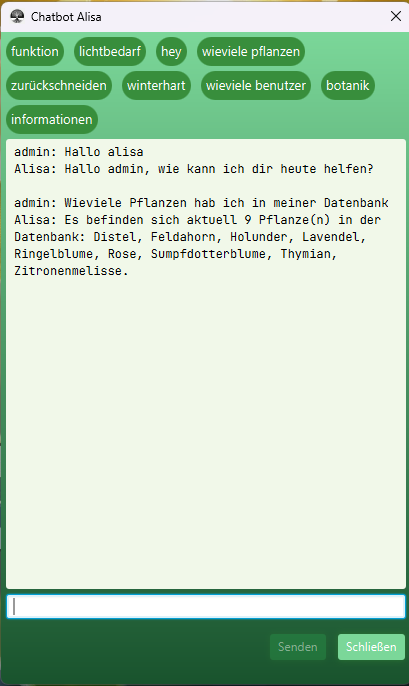 Chatbot Alisa
funktion lichtbedarf hey wieviele pflanzen
zurückschneiden winterhart wieviele benutzer botanik
informationen
admin: Hallo alisa
Alisa: Hallo admin, wie kann ich dir heute helfen?
admin: Wieviele Pflanzen hab ich in meiner Datenbank
Alisa: Es befinden sich aktuell 9 Pflanze(n) in der
Datenbank: Distel, Feldahorn, Holunder, Lavendel,
Ringelblume, Rose, Sumpfdotterblume, Thymian,
Zitronenmelisse.
Senden Schließen